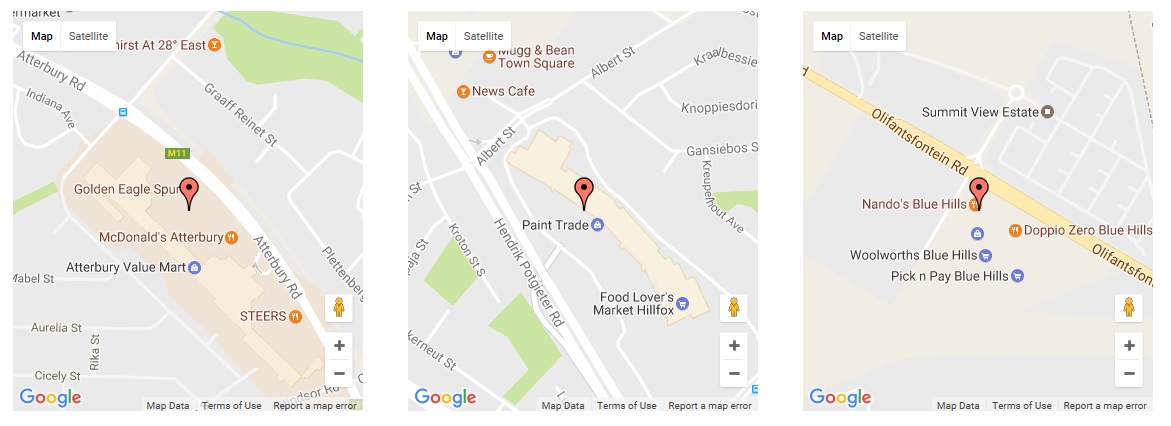 ermarket
Map Satellite
hirst At 28° East
Atterbury Rd
Indiana Ave
Graaff Reinet St
M11
Golden Eagle Spur
McDonald's Atterbury
Atterbury Rd
Atterbury Value Mart
Plettenberg
Mabel St
STEERS
Aurelia St
Rika St
Cicely St
+
−
Google
indsor Rd
Map Data Terms of Use Report a map error
Map Satellite
Mugg & Bean
Town Square
Albert St
Kraalbessie
News Cafe
Knoppiesdori
Albert St
Gansiebos S
Kreupelhout Ave
Paint Trade
Hendrik Potgieter Rd
Kroton St S
Food Lover's
Market Hillfox
kerneut St
+
−
Google
Map Data Terms of Use Report a map error
Map Satellite
Summit View Estate
Olifantsfontein Rd
Nando's Blue Hills
Doppio Zero Blue Hills
Woolworths Blue Hills
Olifantsfon
Pick n Pay Blue Hills
+
−
Google
Map Data Terms of Use Report a map error